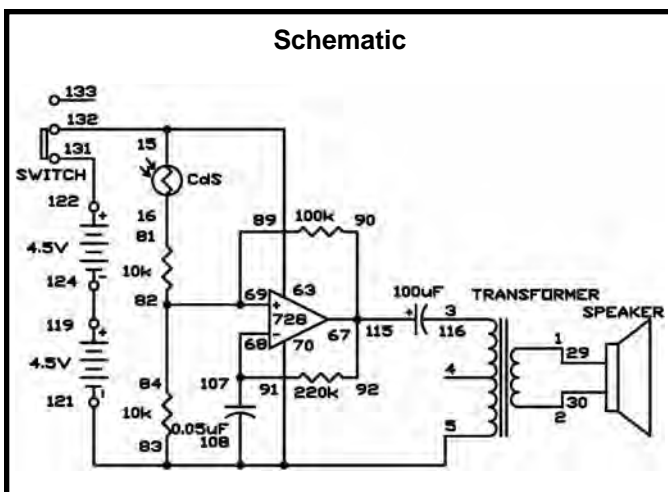 Schematic
133
132
131
SWITCH
15
CdS
122
+
4.5V
-
124
16
81
10k
82
89 100k 90
119
+
4.5V
-
121
69 + 63
728
68 - 70
67
115
100uF
+
116
3
TRANSFORMER
SPEAKER
4
5
1
29
30
2
84
10k
83
107
91
220k
92
0.05uF
108